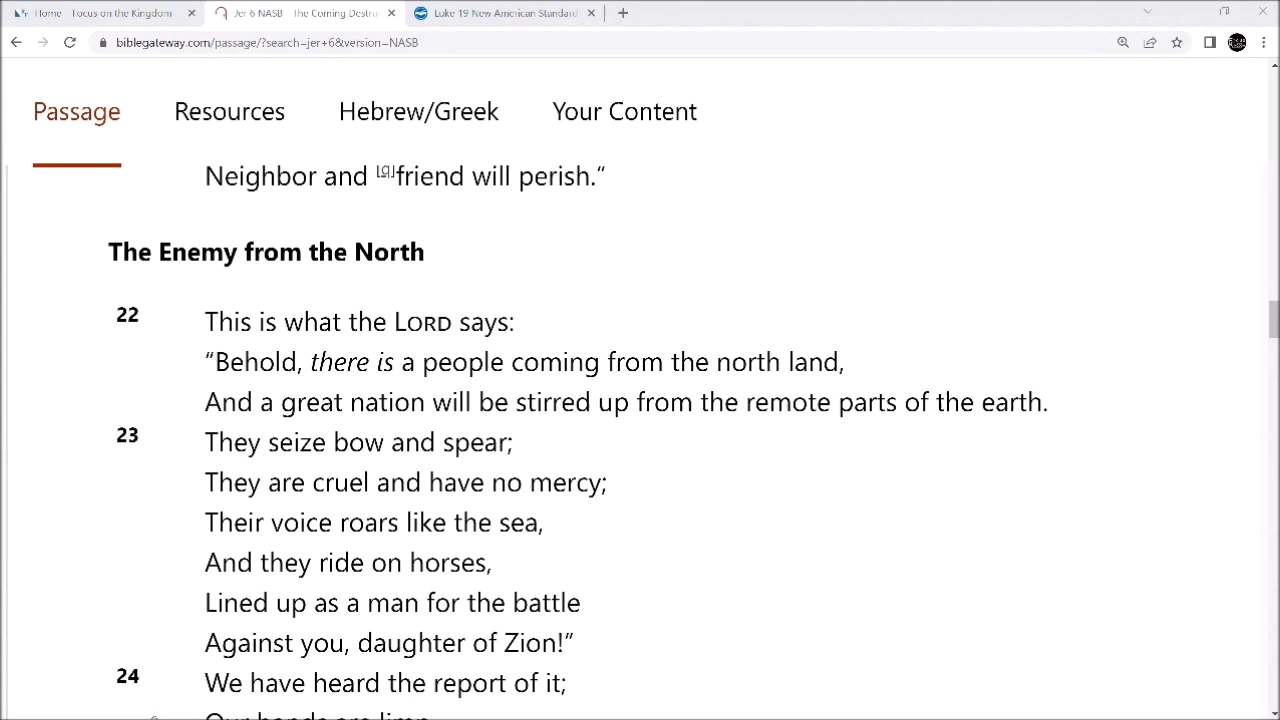 Home - Focus on the Kingdom
Jer 6 NASB - The Coming Destru
Luke 19 New American Standard
biblegateway.com/passage/?search=jer+6&version=NASB
Passage Resources Hebrew/Greek Your Content
Neighbor and [q]friend will perish.“
The Enemy from the North
22 This is what the LORD says:
“Behold, there is a people coming from the north land,
And a great nation will be stirred up from the remote parts of the earth.
23 They seize bow and spear;
They are cruel and have no mercy;
Their voice roars like the sea,
And they ride on horses,
Lined up as a man for the battle
Against you, daughter of Zion!”
24 We have heard the report of it;
Our hands are limp.